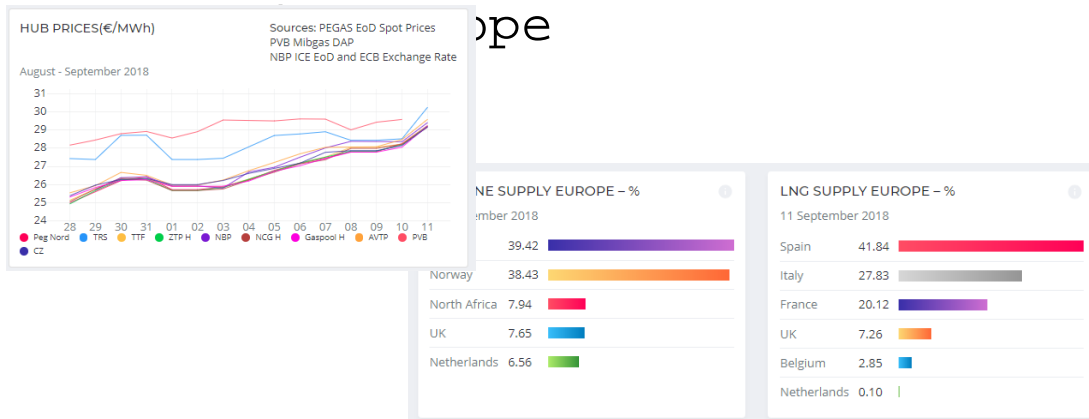 ope
HUB PRICES(€/MWh)
Sources: PEGAS EoD Spot Prices
PVB Mibgas DAP
NBP ICE EoD and ECB Exchange Rate
August - September 2018
31
30
29
28
27
26
25
24
28 29 30 31 01 02 03 04 05 06 07 08 09 10 11
Peg Nord TRS TTF ZTP H NBP NCG H Gaspool H AVTP PVB
CZ
NE SUPPLY EUROPE – %
ember 2018
39.42
Norway 38.43
North Africa 7.94
UK 7.65
Netherlands 6.56
LNG SUPPLY EUROPE – %
11 September 2018
Spain 41.84
Italy 27.83
France 20.12
UK 7.26
Belgium 2.85
Netherlands 0.10